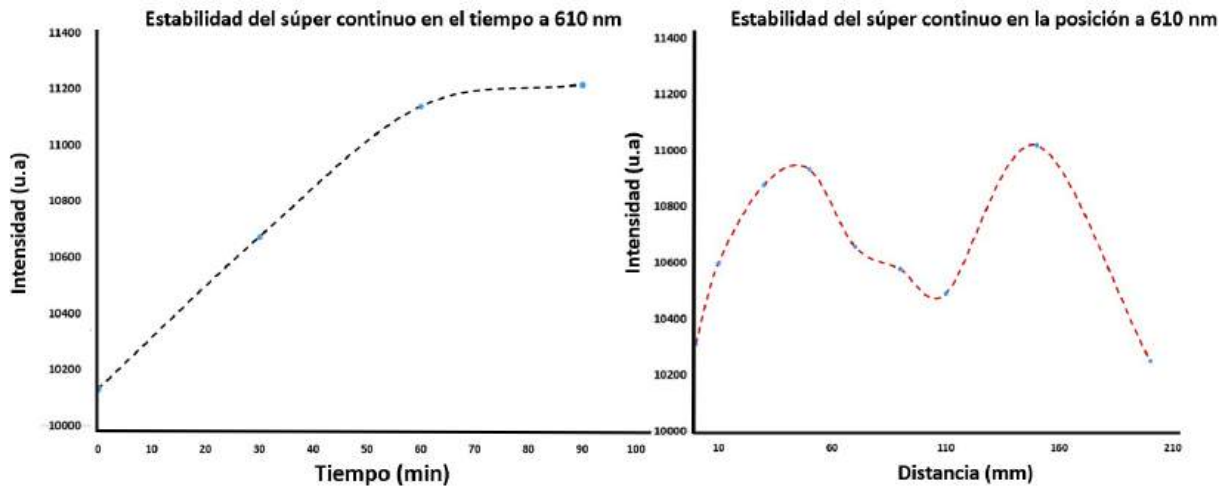 Estabilidad del súper continuo en el tiempo a 610 nm
11400
11200
11000
10800
10600
10400
10200
10000
Intensidad (u.a)
0 10 20 30 40 50 60 70 80 90 100
Tiempo (min)
Estabilidad del súper continuo en la posición a 610 nm
11400
11200
11000
10800
10600
10400
10200
10000
Intensidad (u.a)
10 60 110 160 210
Distancia (mm)